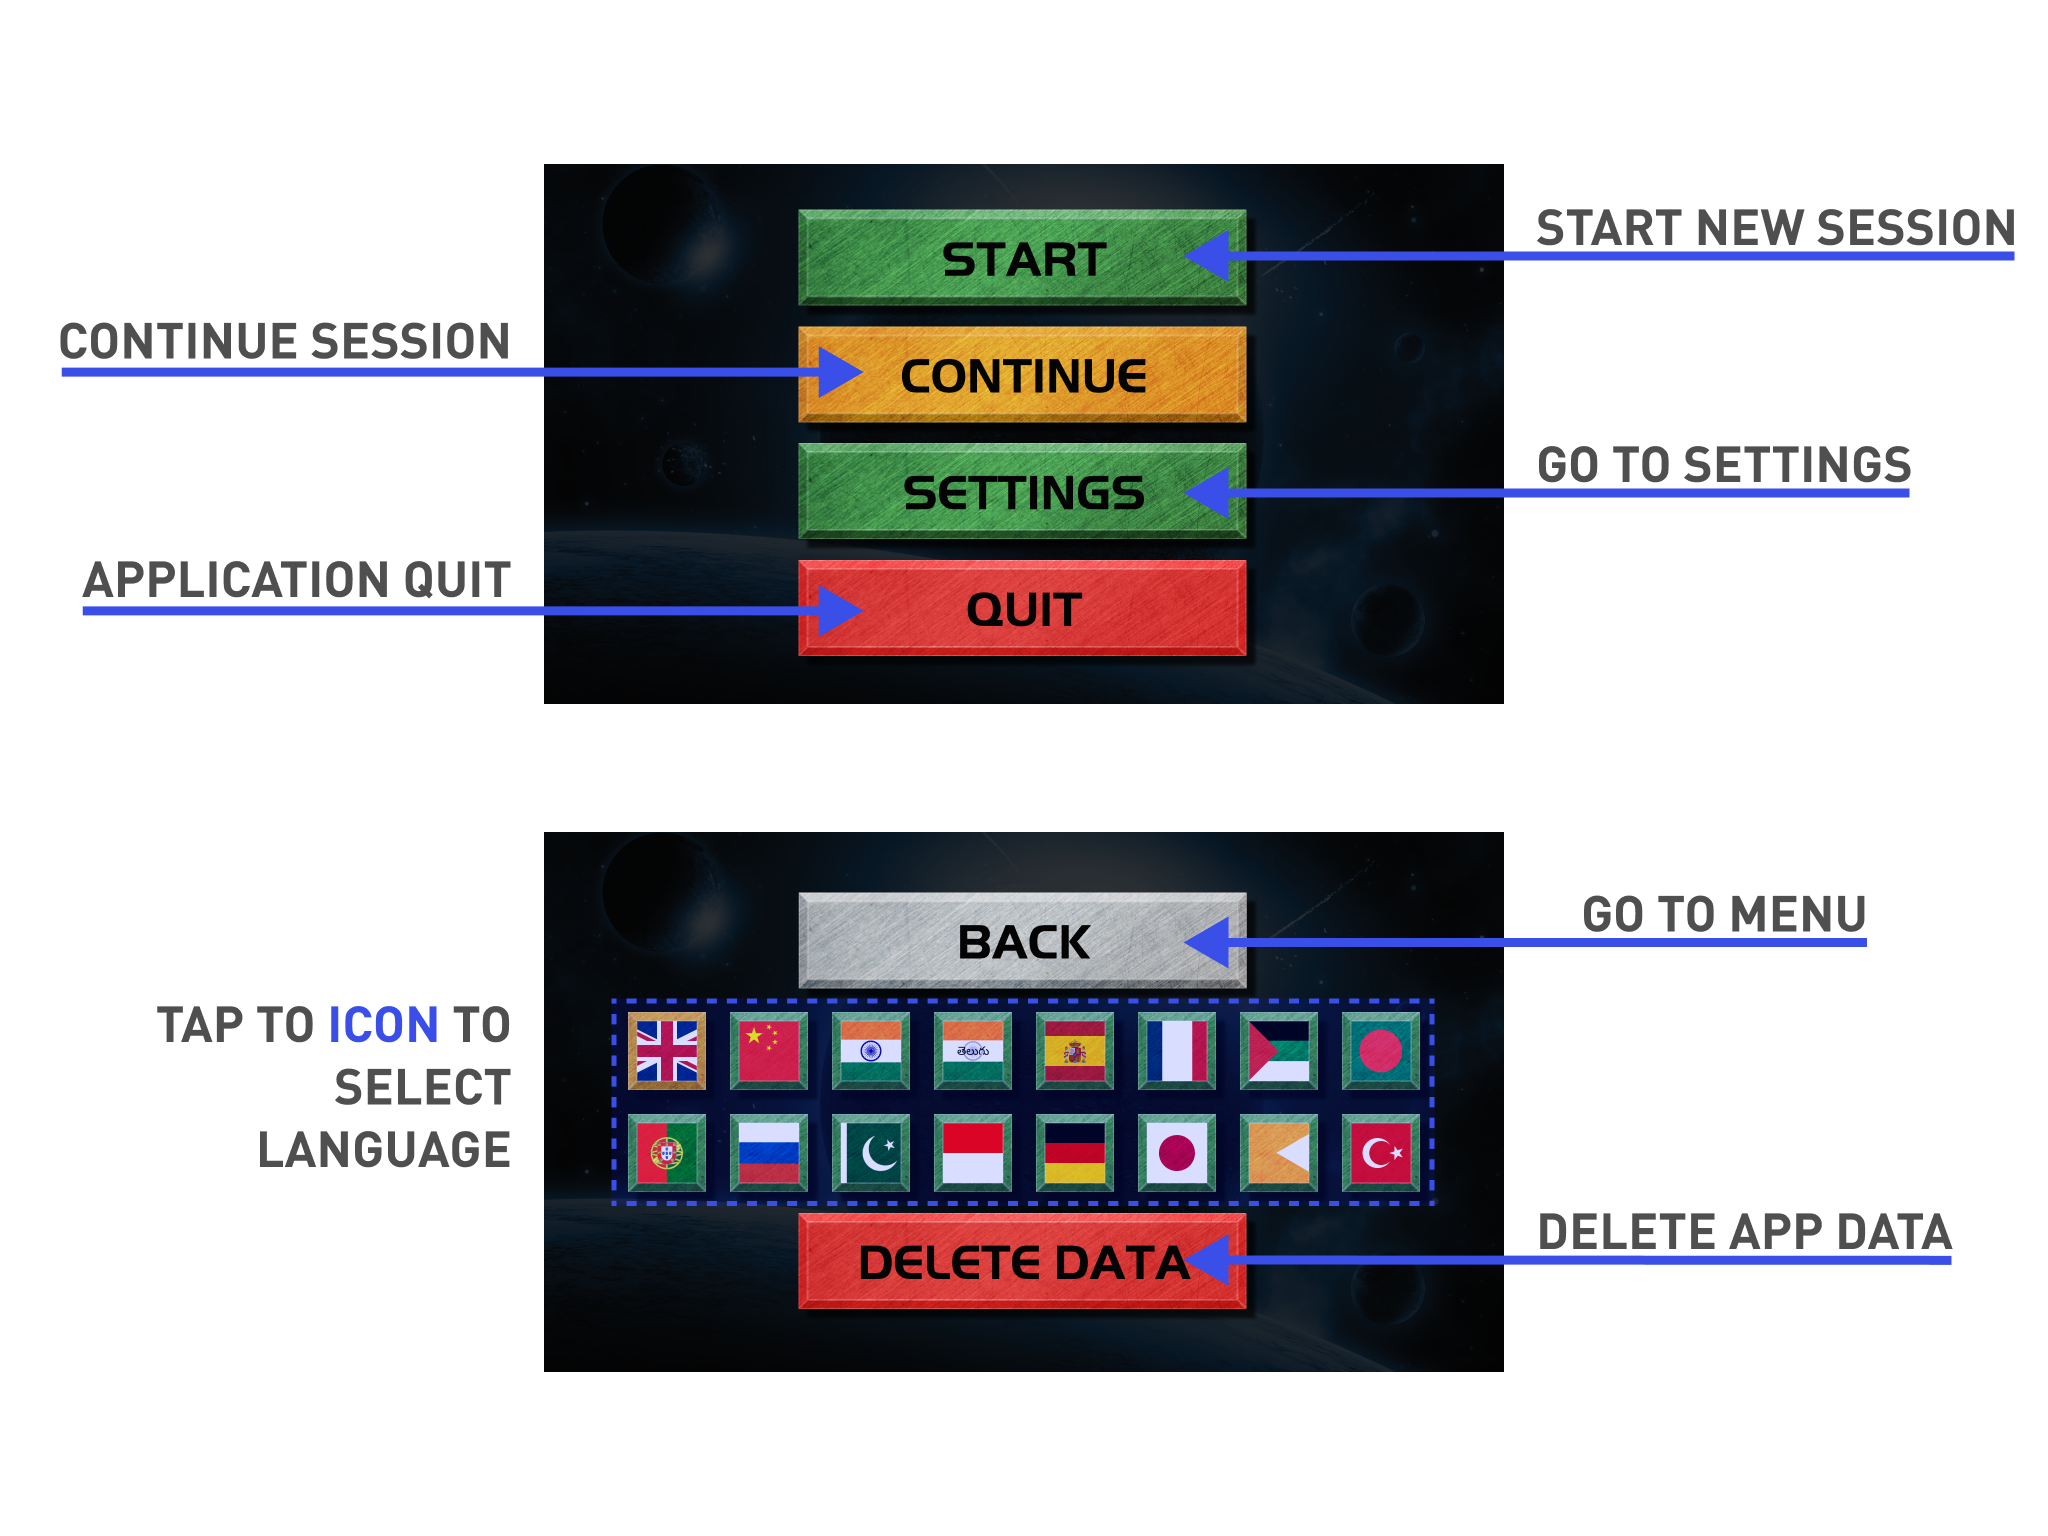 START
START NEW SESSION
CONTINUE SESSION
CONTINUE
SETTINGS
GO TO SETTINGS
APPLICATION QUIT
QUIT
BACK
GO TO MENU
TAP TO ICON TO
SELECT
LANGUAGE
తెలుగు
DELETE DATA
DELETE APP DATA